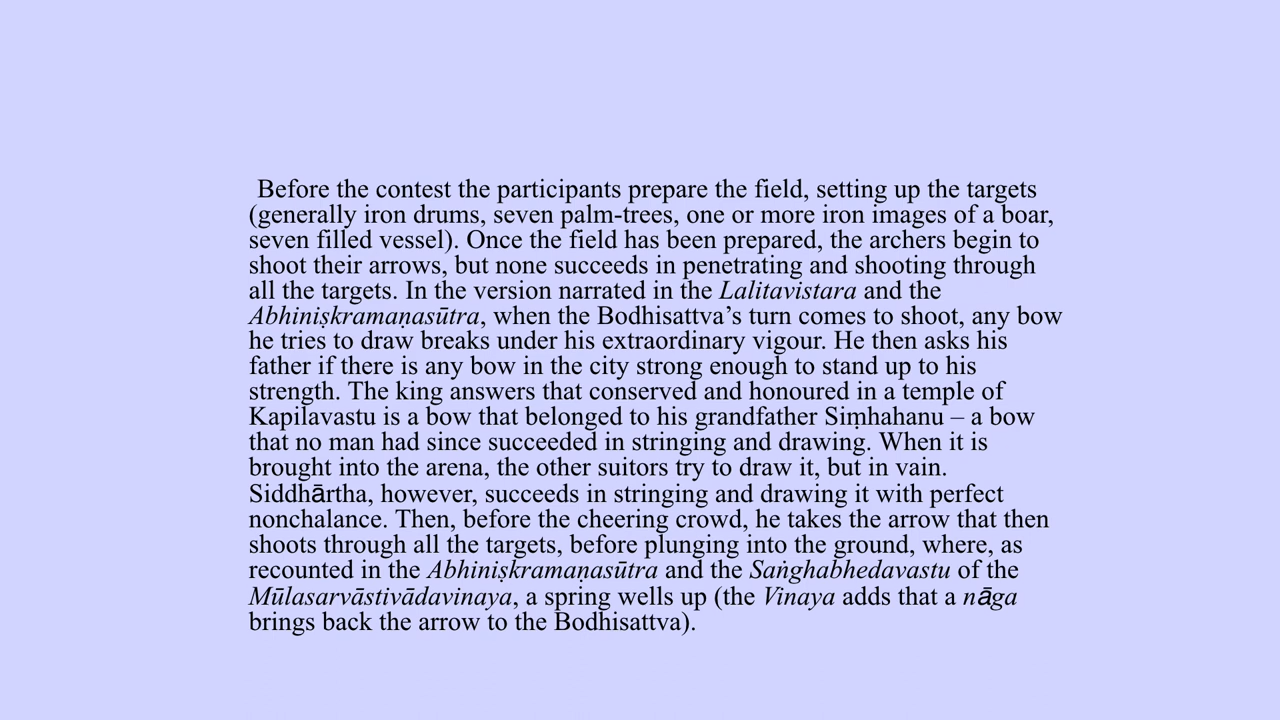 Before the contest the participants prepare the field, setting up the targets
(generally iron drums, seven palm-trees, one or more iron images of a boar,
seven filled vessel). Once the field has been prepared, the archers begin to
shoot their arrows, but none succeeds in penetrating and shooting through
all the targets. In the version narrated in the Lalitavistara and the
Abhiniṣkramaṇasūtra, when the Bodhisattva’s turn comes to shoot, any bow
he tries to draw breaks under his extraordinary vigour. He then asks his
father if there is any bow in the city strong enough to stand up to his
strength. The king answers that conserved and honoured in a temple of
Kapilavastu is a bow that belonged to his grandfather Siṃhahanu – a bow
that no man had since succeeded in stringing and drawing. When it is
brought into the arena, the other suitors try to draw it, but in vain.
Siddhārtha, however, succeeds in stringing and drawing it with perfect
nonchalance. Then, before the cheering crowd, he takes the arrow that then
shoots through all the targets, before plunging into the ground, where, as
recounted in the Abhiniṣkramaṇasūtra and the Saṅghabhedavastu of the
Mūlasarvāstivādavinaya, a spring wells up (the Vinaya adds that a nāga
brings back the arrow to the Bodhisattva).